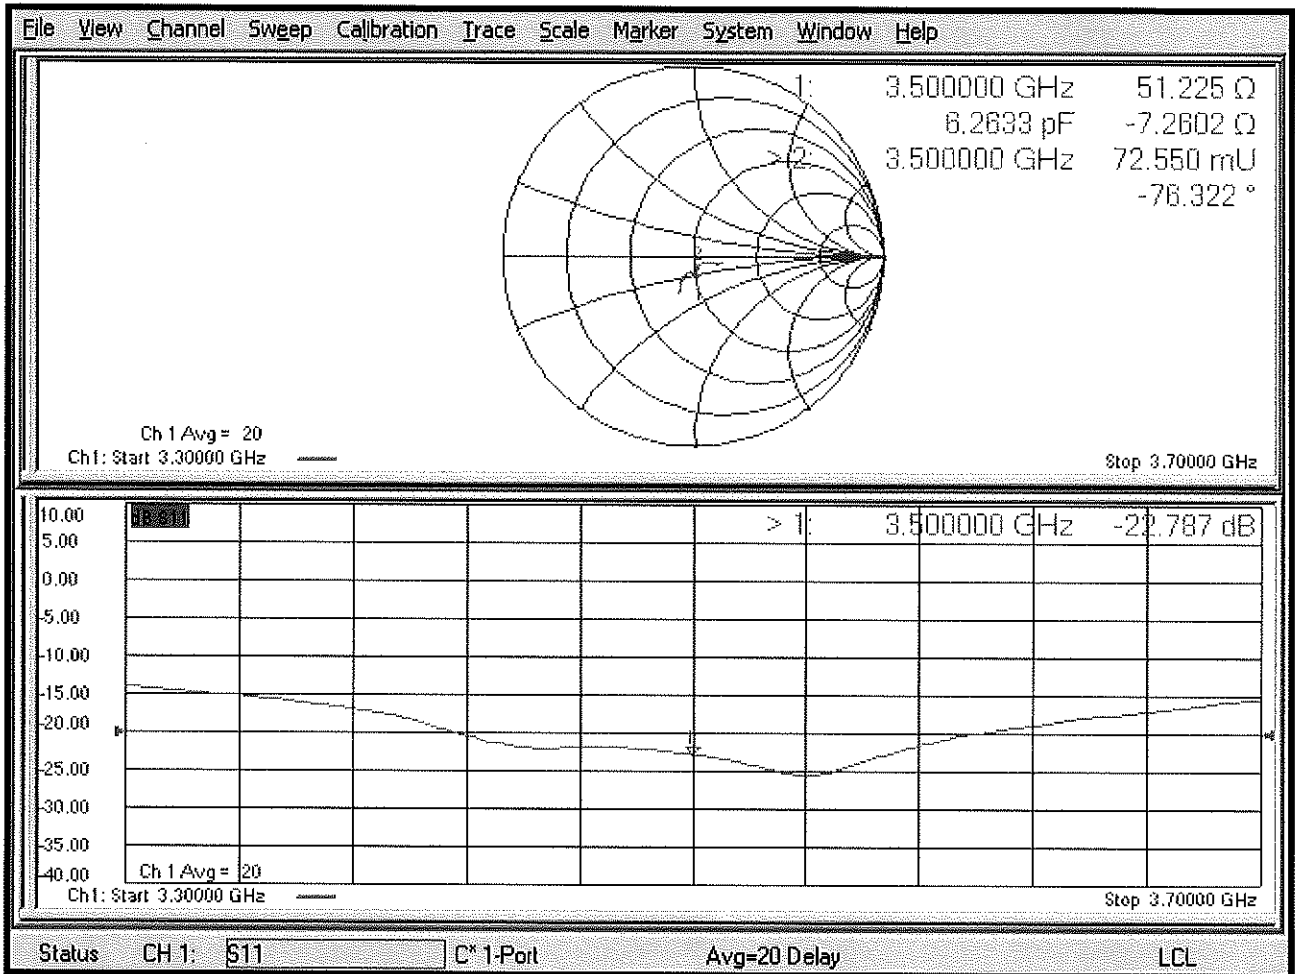 File View Channel Sweep Calibration Trace Scale Marker System Window Help
1: 3.500000 GHz 51.225 Ω
6.2633 pF -7.2602 Ω
> 2: 3.500000 GHz 72.550 mU
-76.322 °
Ch 1 Avg = 20
Ch1: Start 3.30000 GHz
Stop 3.70000 GHz
10.00
dB S11
> 1: 3.500000 GHz -22.787 dB
5.00
0.00
-5.00
-10.00
-15.00
-20.00
-25.00
-30.00
-35.00
-40.00
Ch 1 Avg = 20
Ch1: Start 3.30000 GHz
Stop 3.70000 GHz
Status CH 1: S11 C* 1-Port Avg=20 Delay LCL